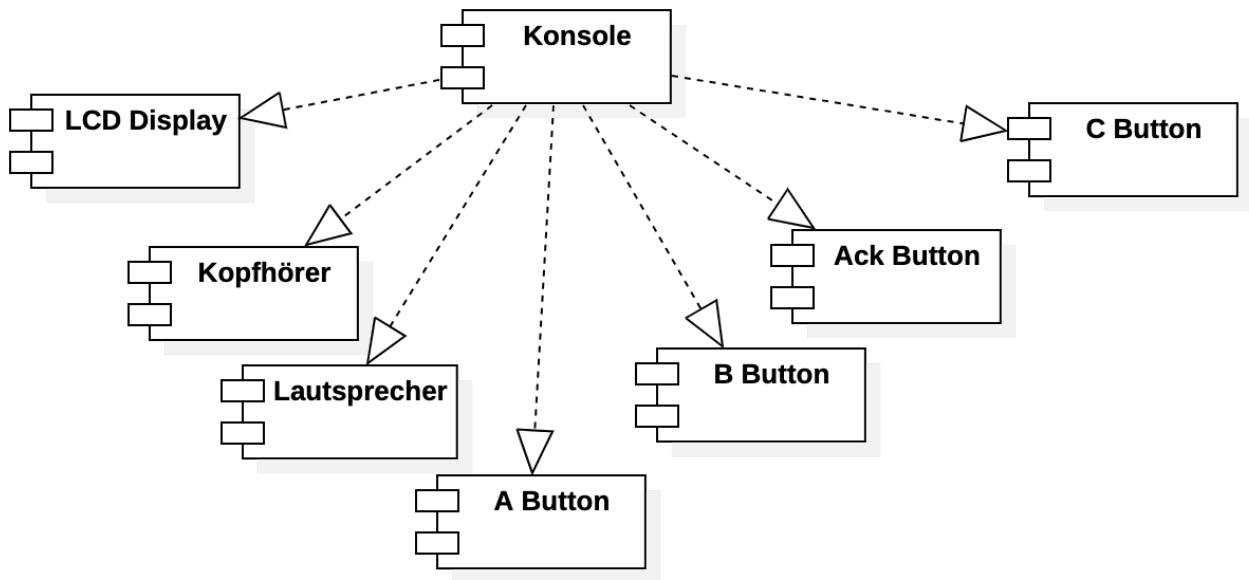 Konsole
LCD Display
C Button
Kopfhörer
Ack Button
Lautsprecher
B Button
A Button